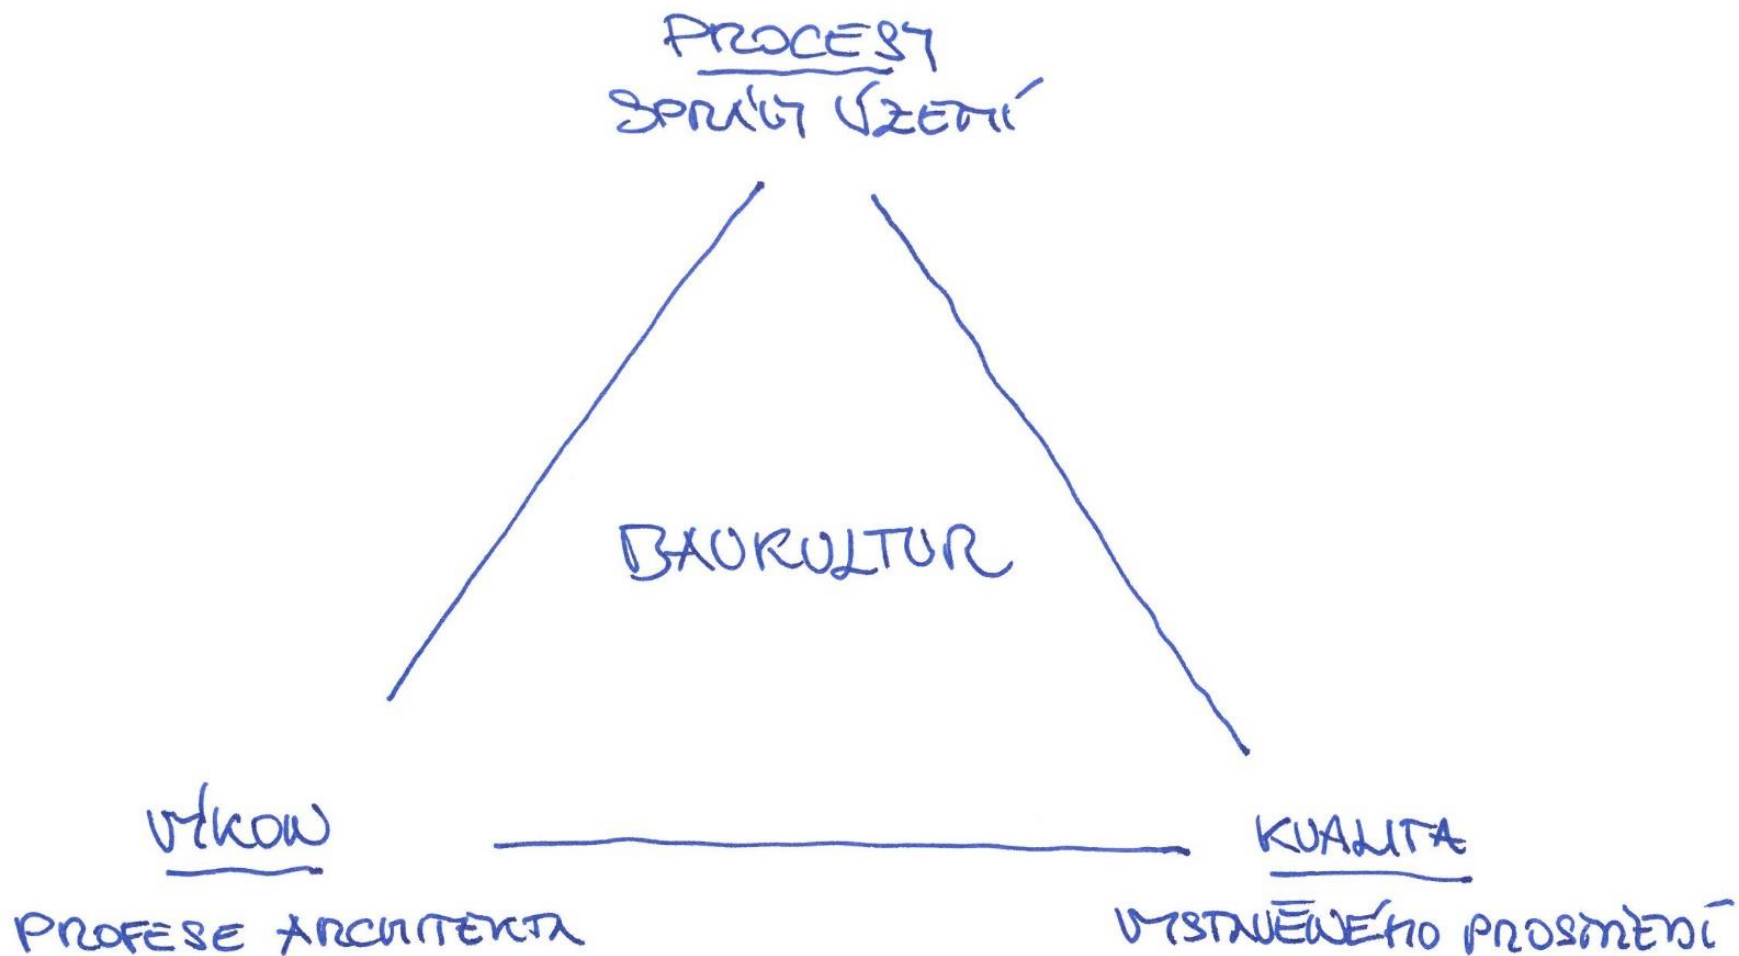 PROCESY
SPRÁVY ÚZEMÍ
BAUKULTUR
VÝKON
KVALITA
PROFESE ARCHITEKTA
VYSTAVĚNÉHO PROSTŘEDÍ